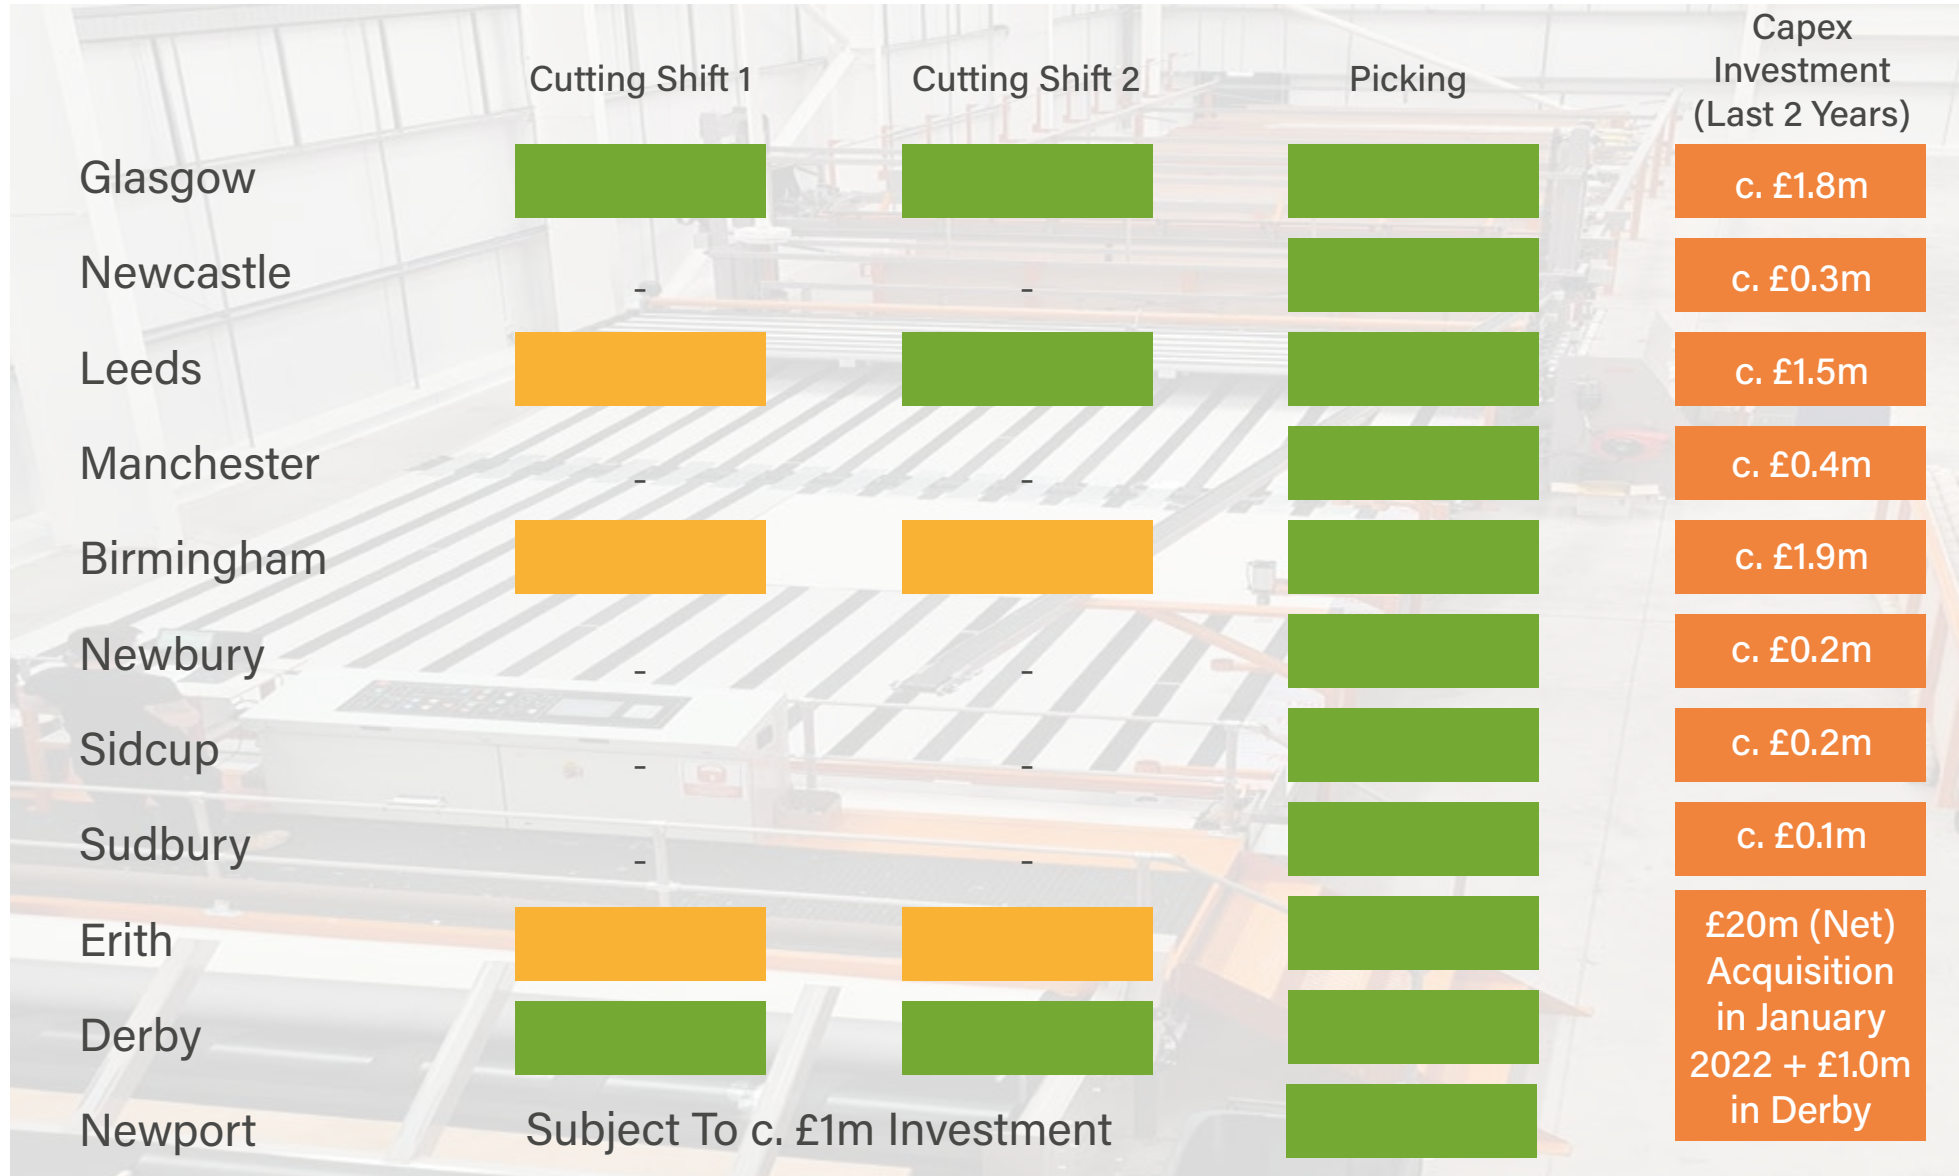 Cutting Shift 1
Cutting Shift 2
Picking
Capex
Investment
(Last 2 Years)
Glasgow
c. £1.8m
Newcastle
-
-
c. £0.3m
Leeds
c. £1.5m
Manchester
-
-
c. £0.4m
Birmingham
c. £1.9m
Newbury
-
-
c. £0.2m
Sidcup
-
-
c. £0.2m
Sudbury
-
-
c. £0.1m
Erith
Derby
£20m (Net)
Acquisition
in January
2022 + £1.0m
in Derby
Newport
Subject To c. £1m Investment